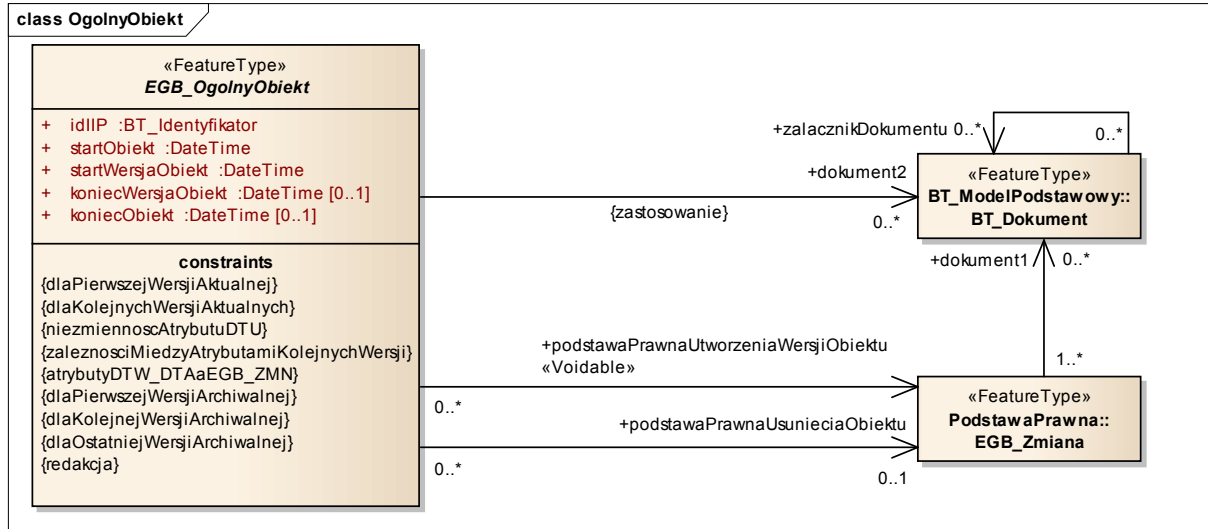 class OgolnyObiekt
«FeatureType»
EGB_OgolnyObiekt
+ idIIP :BT_Identyfikator
+ startObiekt :DateTime
+ startWersjaObiekt :DateTime
+ koniecWersjaObiekt :DateTime [0..1]
+ koniecObiekt :DateTime [0..1]
constraints
{dlaPierwszejWersjiAktualnej}
{dlaKolejnychWersjiAktualnych}
{niezmiennoscAtrybutuDTU}
{zaleznosciMiedzyAtrybutamiKolejnychWersji}
{atrybutyDTW_DTAaEGB_ZMN}
{dlaPierwszejWersjiArchiwalnej}
{dlaKolejnejWersjiArchiwalnej}
{dlaOstatniejWersjiArchiwalnej}
{redakcja}
+zalacznikDokumentu 0..*
0..*
+dokument2
{zastosowanie}
0..*
«FeatureType»
BT_ModelPodstawowy::
BT_Dokument
+dokument1 0..*
+podstawaPrawnaUtworzeniaWersjiObiektu
«Voidable»
0..*
1..*
+podstawaPrawnaUsunieciaObiektu
0..*
0..1
«FeatureType»
PodstawaPrawna::
EGB_Zmiana